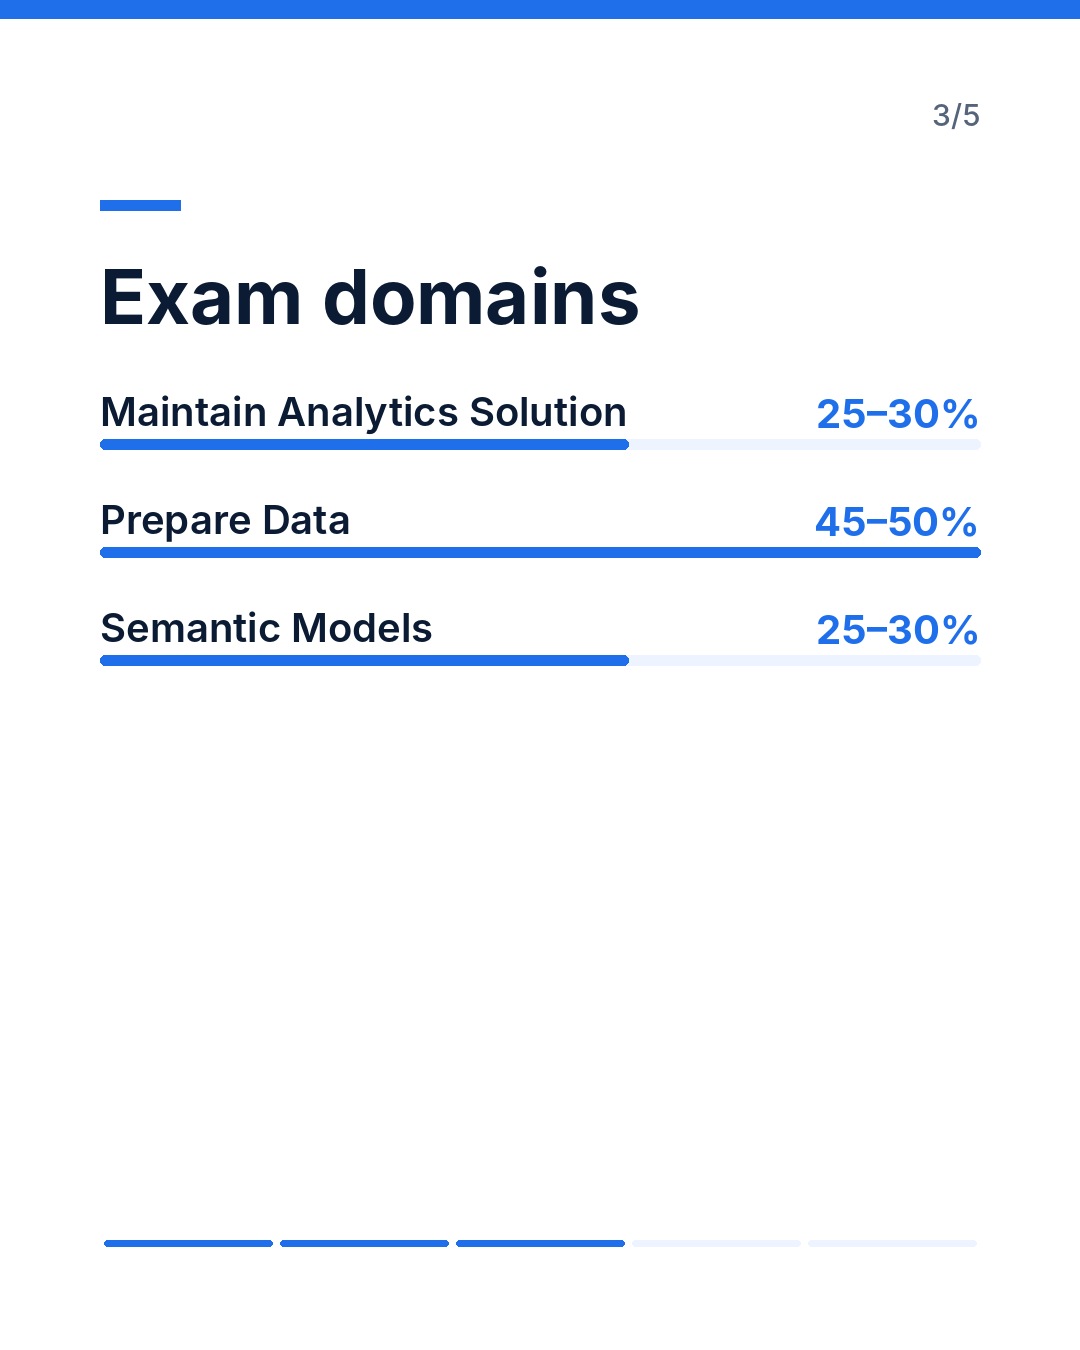 3/5
Exam domains
Maintain Analytics Solution 25–30%
Prepare Data 45–50%
Semantic Models 25–30%